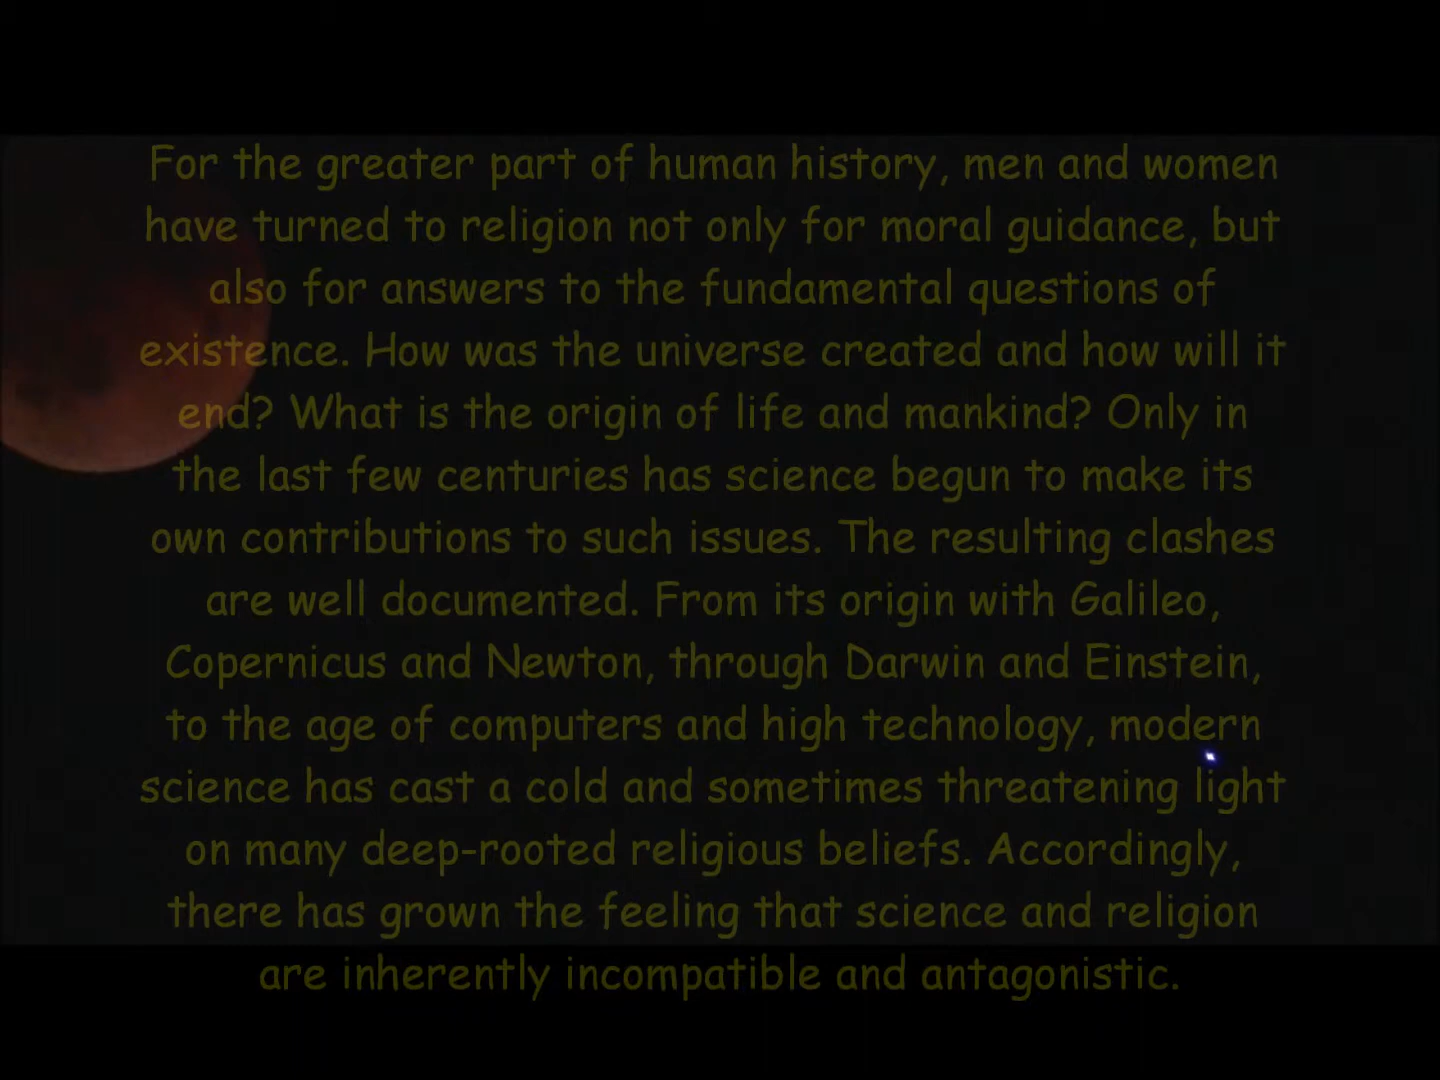 For the greater part of human history, men and women
have turned to religion not only for moral guidance, but
also for answers to the fundamental questions of
existence. How was the universe created and how will it
end? What is the origin of life and mankind? Only in
the last few centuries has science begun to make its
own contributions to such issues. The resulting clashes
are well documented. From its origin with Galileo,
Copernicus and Newton, through Darwin and Einstein,
to the age of computers and high technology, modern
science has cast a cold and sometimes threatening light
on many deep-rooted religious beliefs. Accordingly,
there has grown the feeling that science and religion
are inherently incompatible and antagonistic.